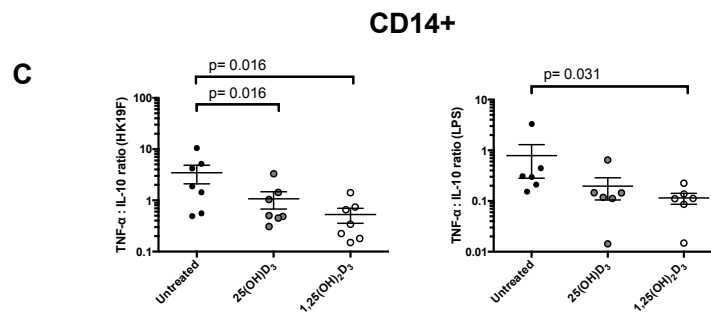 CD14+
C
p= 0.016
p= 0.016
TNF-α : IL-10 ratio (HK19F)
100
10
1
0.1
Untreated
25(OH)D₃
1,25(OH)₂D₃
p= 0.031
TNF-α : IL-10 ratio (LPS)
10
1
0.1
0.01
Untreated
25(OH)D₃
1,25(OH)₂D₃